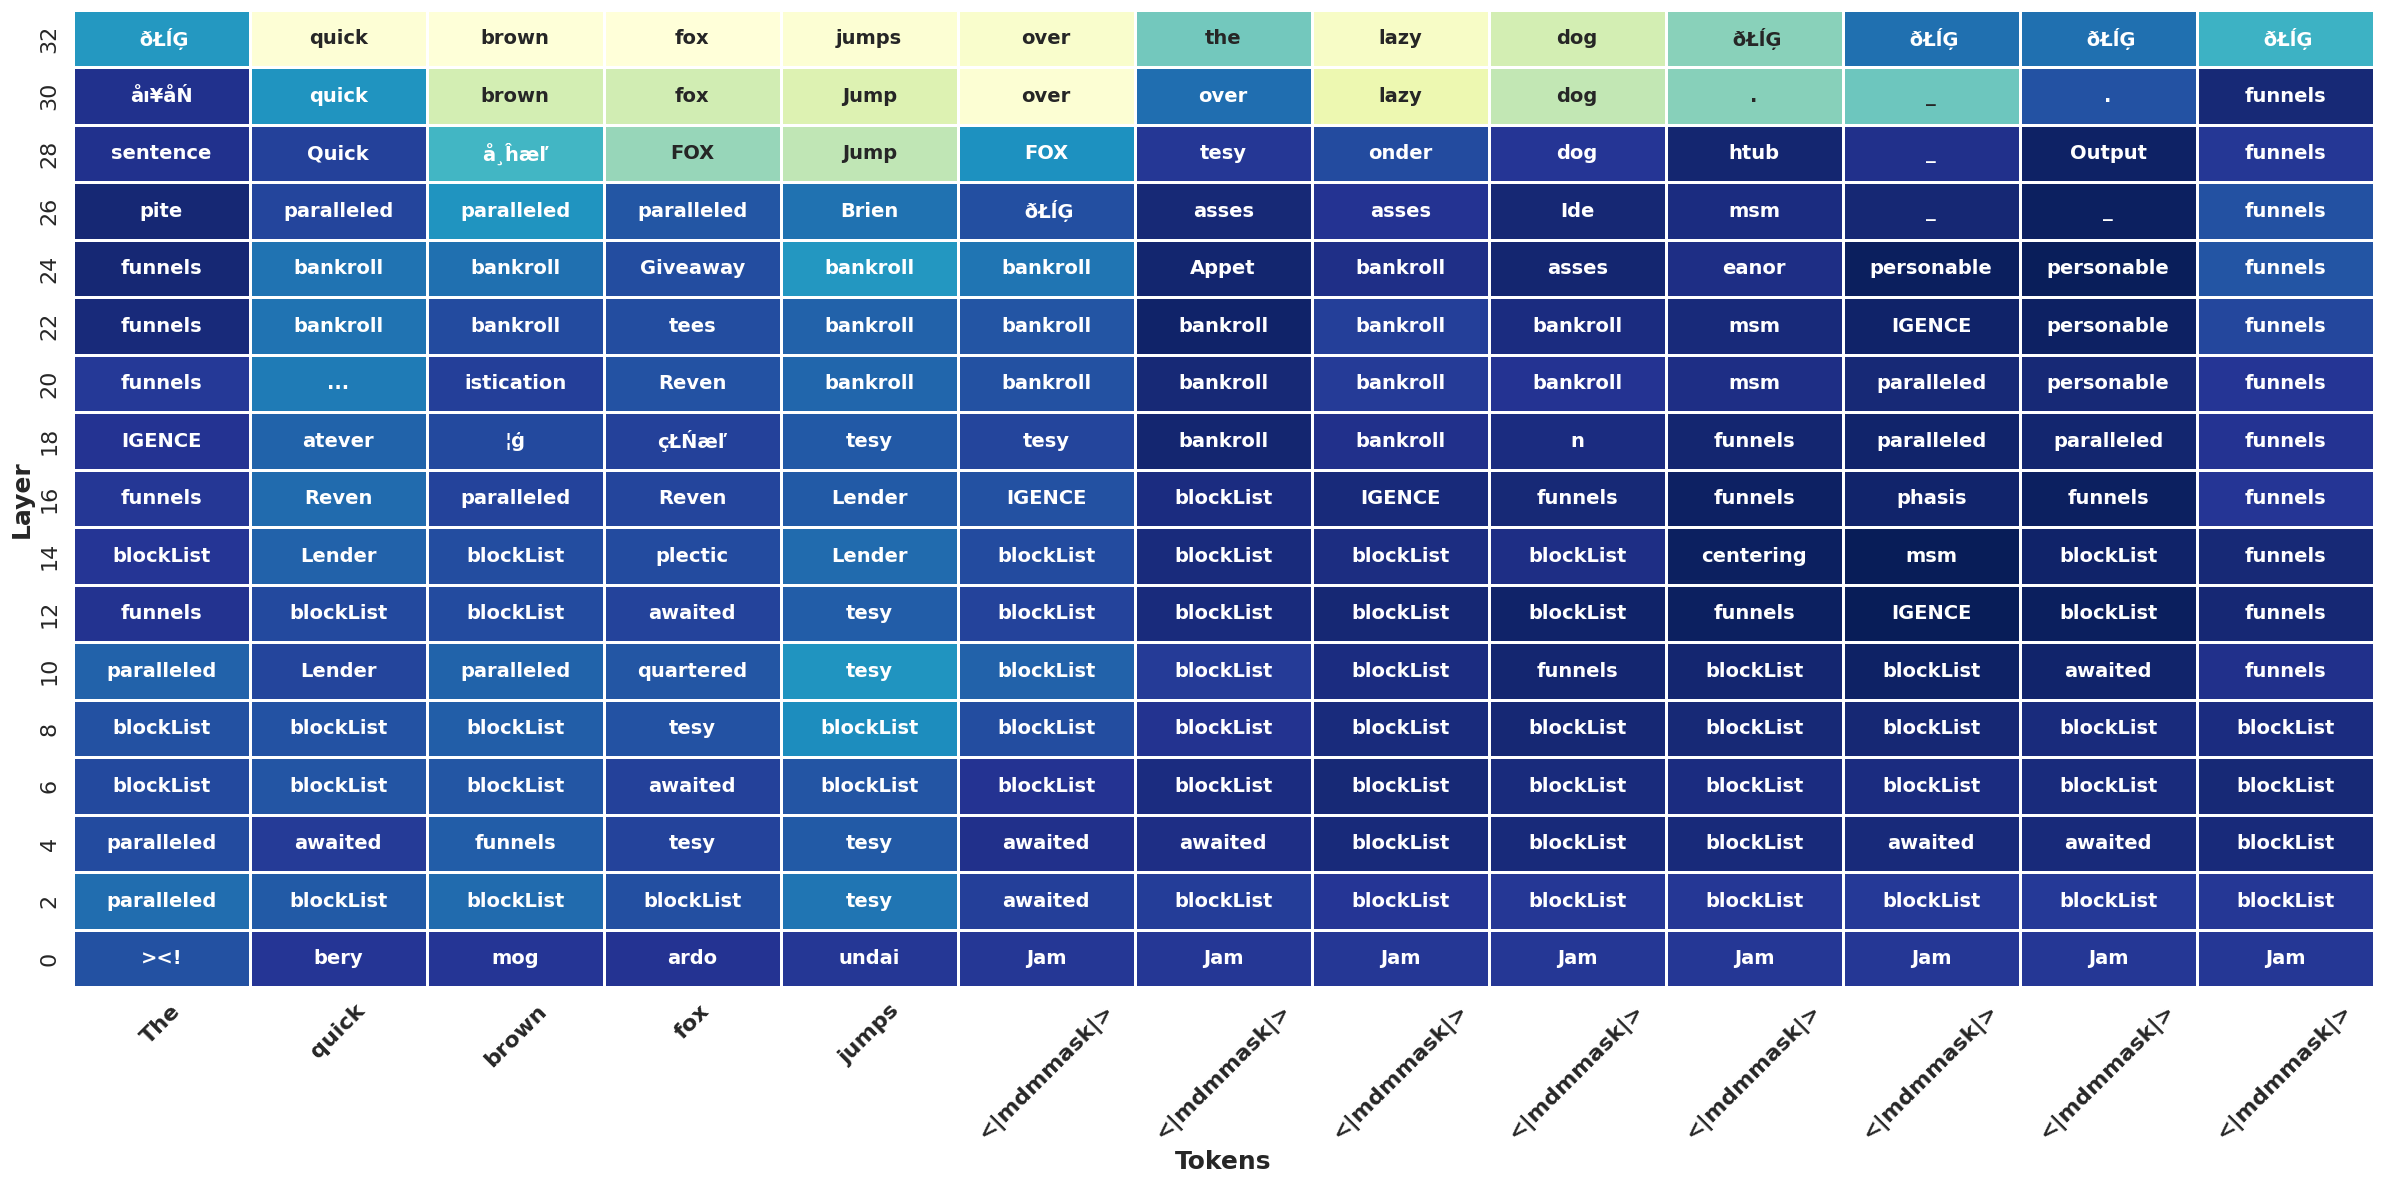 32 ðŁĮĢ quick brown fox jumps over the lazy dog ðŁĮĢ ðŁĮĢ ðŁĮĢ ðŁĮĢ
30 åı¥åŃ quick brown fox Jump over over lazy dog . _ . funnels
28 sentence Quick å¸ĥæľ FOX Jump FOX tesy onder dog htub _ Output funnels
26 pite paralleled paralleled paralleled Brien ðŁĮĢ asses asses Ide msm _ _ funnels
24 funnels bankroll bankroll Giveaway bankroll bankroll Appet bankroll asses eanor personable personable funnels
22 funnels bankroll bankroll tees bankroll bankroll bankroll bankroll bankroll msm IGENCE personable funnels
20 funnels ... istication Reven bankroll bankroll bankroll bankroll bankroll msm paralleled personable funnels
18 IGENCE atever ¦ģ çŁŃæľ tesy tesy bankroll bankroll n funnels paralleled paralleled funnels
16 funnels Reven paralleled Reven Lender IGENCE blockList IGENCE funnels funnels phasis funnels funnels
14 blockList Lender blockList plectic Lender blockList blockList blockList blockList centering msm blockList funnels
12 funnels blockList blockList awaited tesy blockList blockList blockList blockList funnels IGENCE blockList funnels
10 paralleled Lender paralleled quartered tesy blockList blockList blockList funnels blockList blockList awaited funnels
8 blockList blockList blockList tesy blockList blockList blockList blockList blockList blockList blockList blockList blockList
6 blockList blockList blockList awaited blockList blockList blockList blockList blockList blockList blockList blockList blockList
4 paralleled awaited funnels tesy tesy awaited awaited blockList blockList blockList awaited awaited blockList
2 paralleled blockList blockList blockList tesy awaited blockList blockList blockList blockList blockList blockList blockList
0 ><! bery mog ardo undai Jam Jam Jam Jam Jam Jam Jam Jam
Layer
The quick brown fox jumps <|mdmmask|> <|mdmmask|> <|mdmmask|> <|mdmmask|> <|mdmmask|> <|mdmmask|> <|mdmmask|> <|mdmmask|>
Tokens